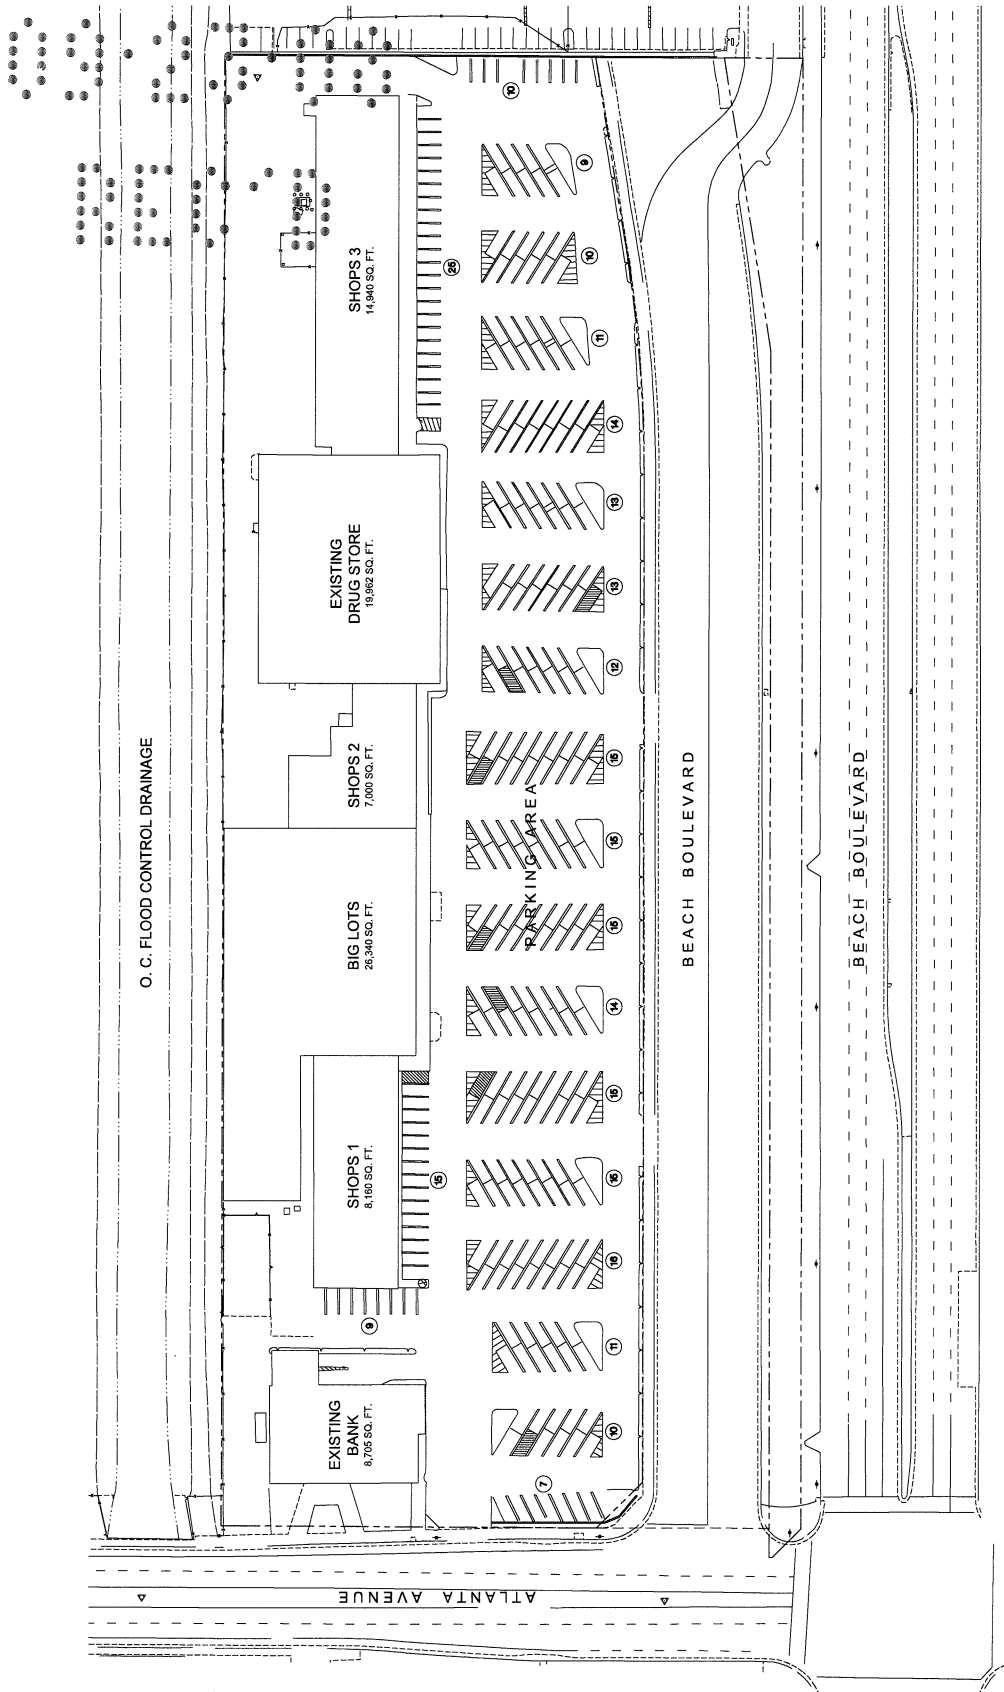 O. C. FLOOD CONTROL DRAINAGE
SHOPS 3
14,940 SQ. FT.
EXISTING
DRUG STORE
19,962 SQ. FT.
SHOPS 2
7,000 SQ. FT.
BIG LOTS
26,340 SQ. FT.
SHOPS 1
8,160 SQ. FT.
EXISTING
BANK
8,705 SQ. FT.
25
15
9
PARKING AREA
10
9
10
11
14
13
13
12
15
15
15
14
15
15
16
11
10
7
BEACH BOULEVARD
BEACH BOULEVARD
ATLANTA AVENUE